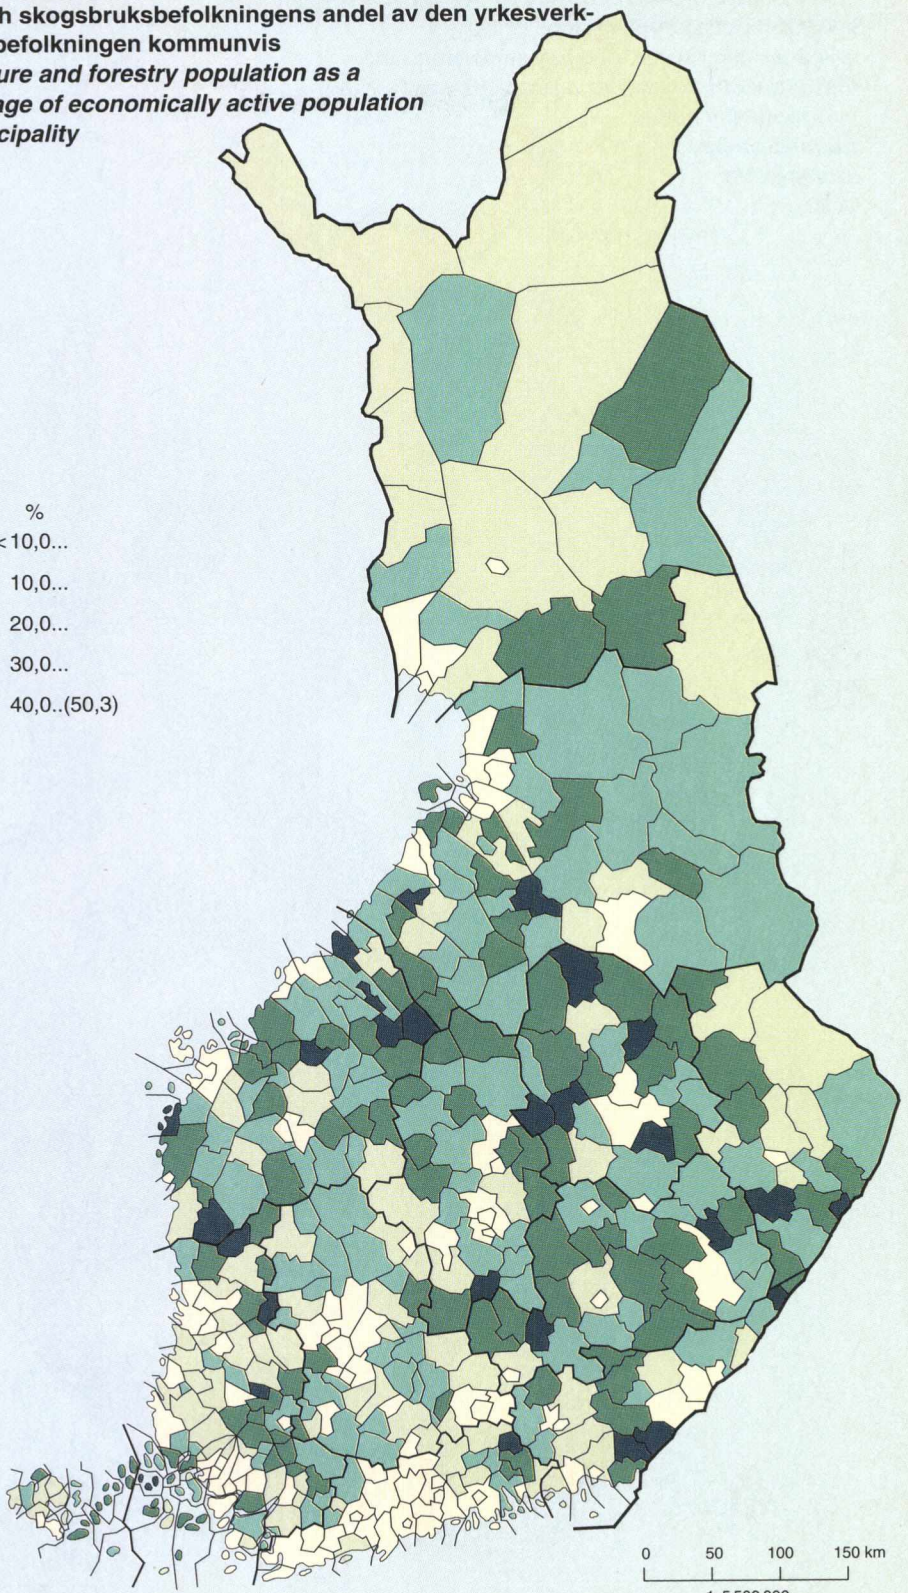 h skogsbruksbefolkningens andel av den yrkesverk-
befolkningen kommunvis
ure and forestry population as a
age of economically active population
cipality
%
<10,0...
10,0...
20,0...
30,0...
40,0..(50,3)
0 50 100 150 km